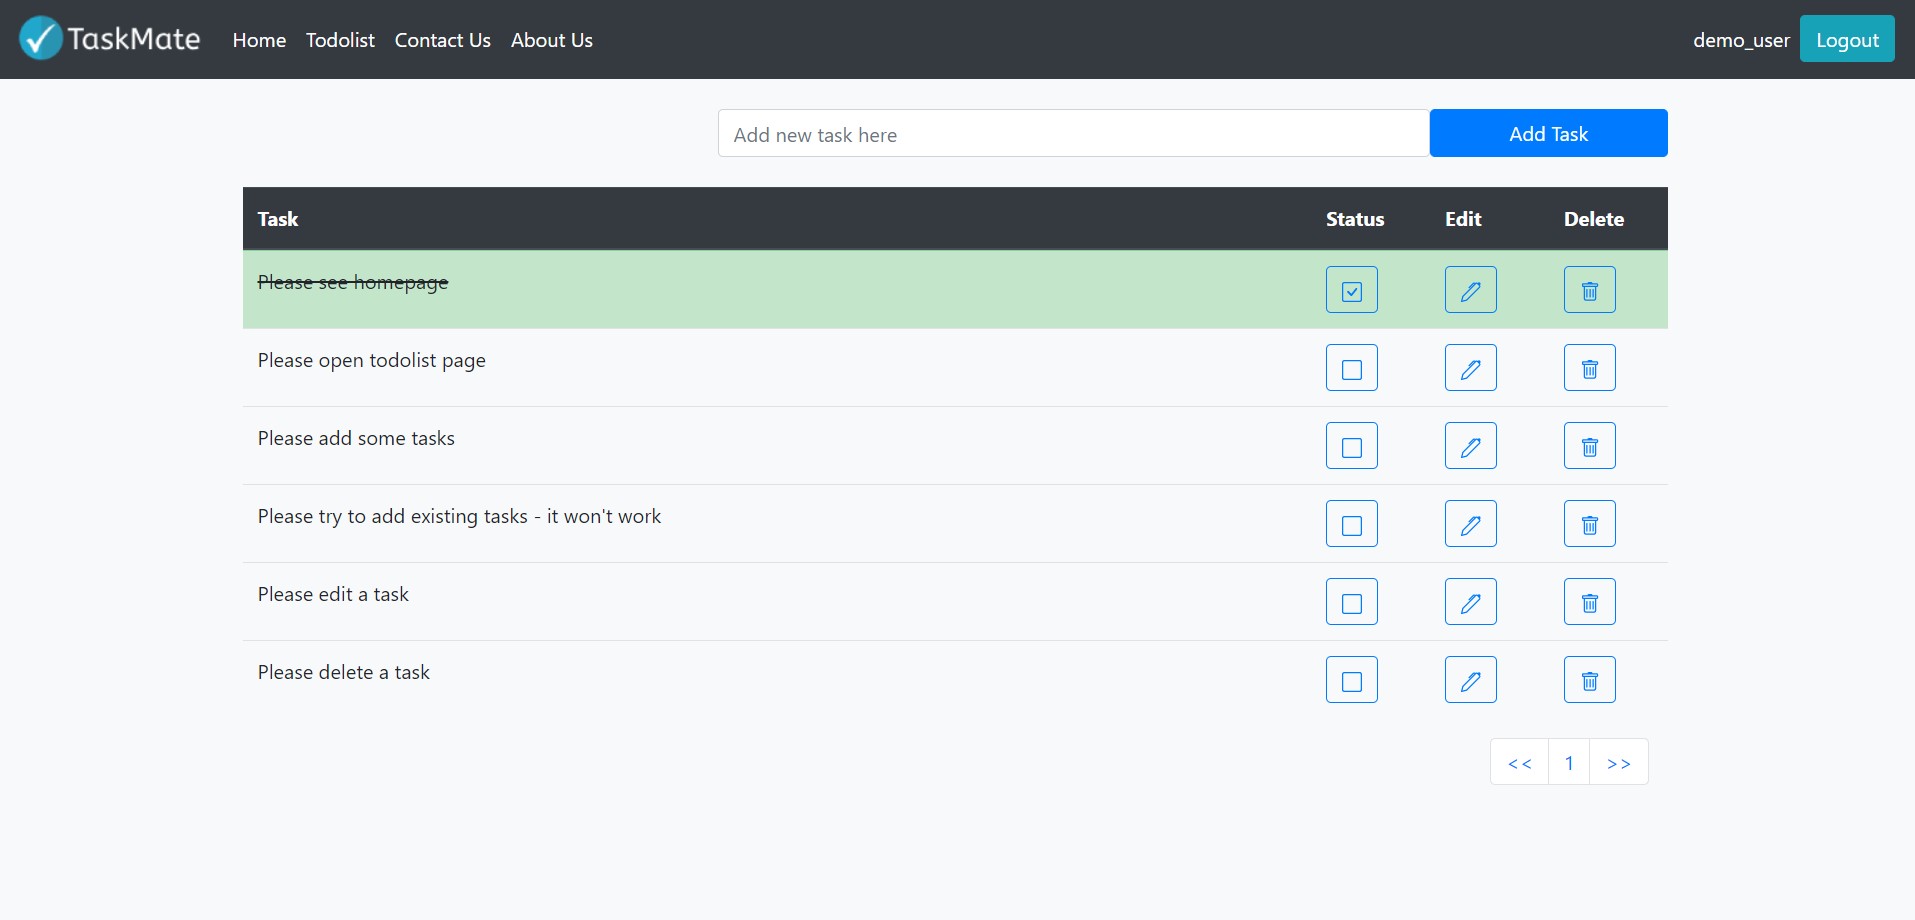 TaskMate Home Todolist Contact Us About Us demo_user Logout
Add new task here Add Task
Task Status Edit Delete
Please see homepage
Please open todolist page
Please add some tasks
Please try to add existing tasks - it won't work
Please edit a task
Please delete a task
<< 1 >>